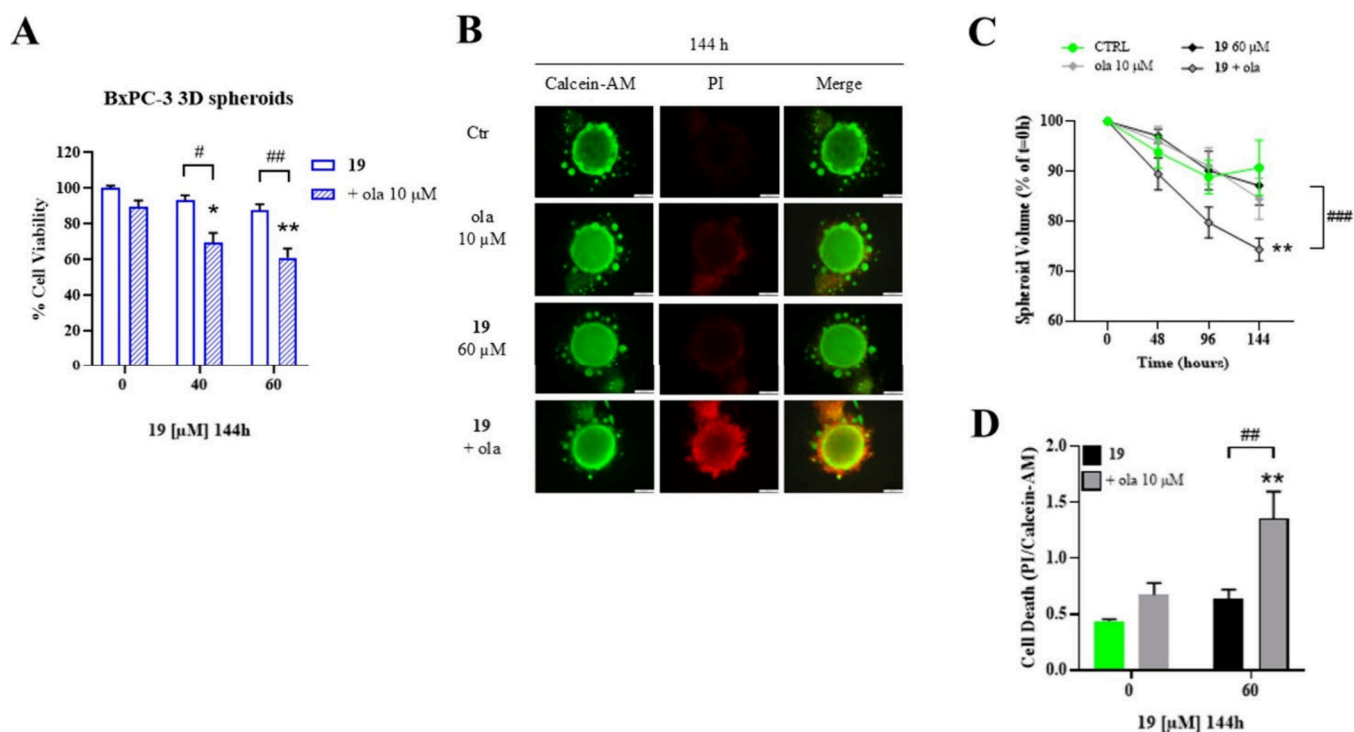 A
BxPC-3 3D spheroids
% Cell Viability
120
100
80
60
40
20
0
#
##
*
**
19
+ ola 10 μM
0 40 60
19 [μM] 144h
B
144 h
Calcein-AM PI Merge
Ctr
ola
10 μM
19
60 μM
19
+ ola
C
CTRL
ola 10 μM
19 60 μM
19 + ola
Spheroid Volume (% of t=0h)
100
90
80
70
60
###
**
0 48 96 144
Time (hours)
D
Cell Death (PI/Calcein-AM)
2.0
1.5
1.0
0.5
0.0
19
+ ola 10 μM
##
**
0 60
19 [μM] 144h